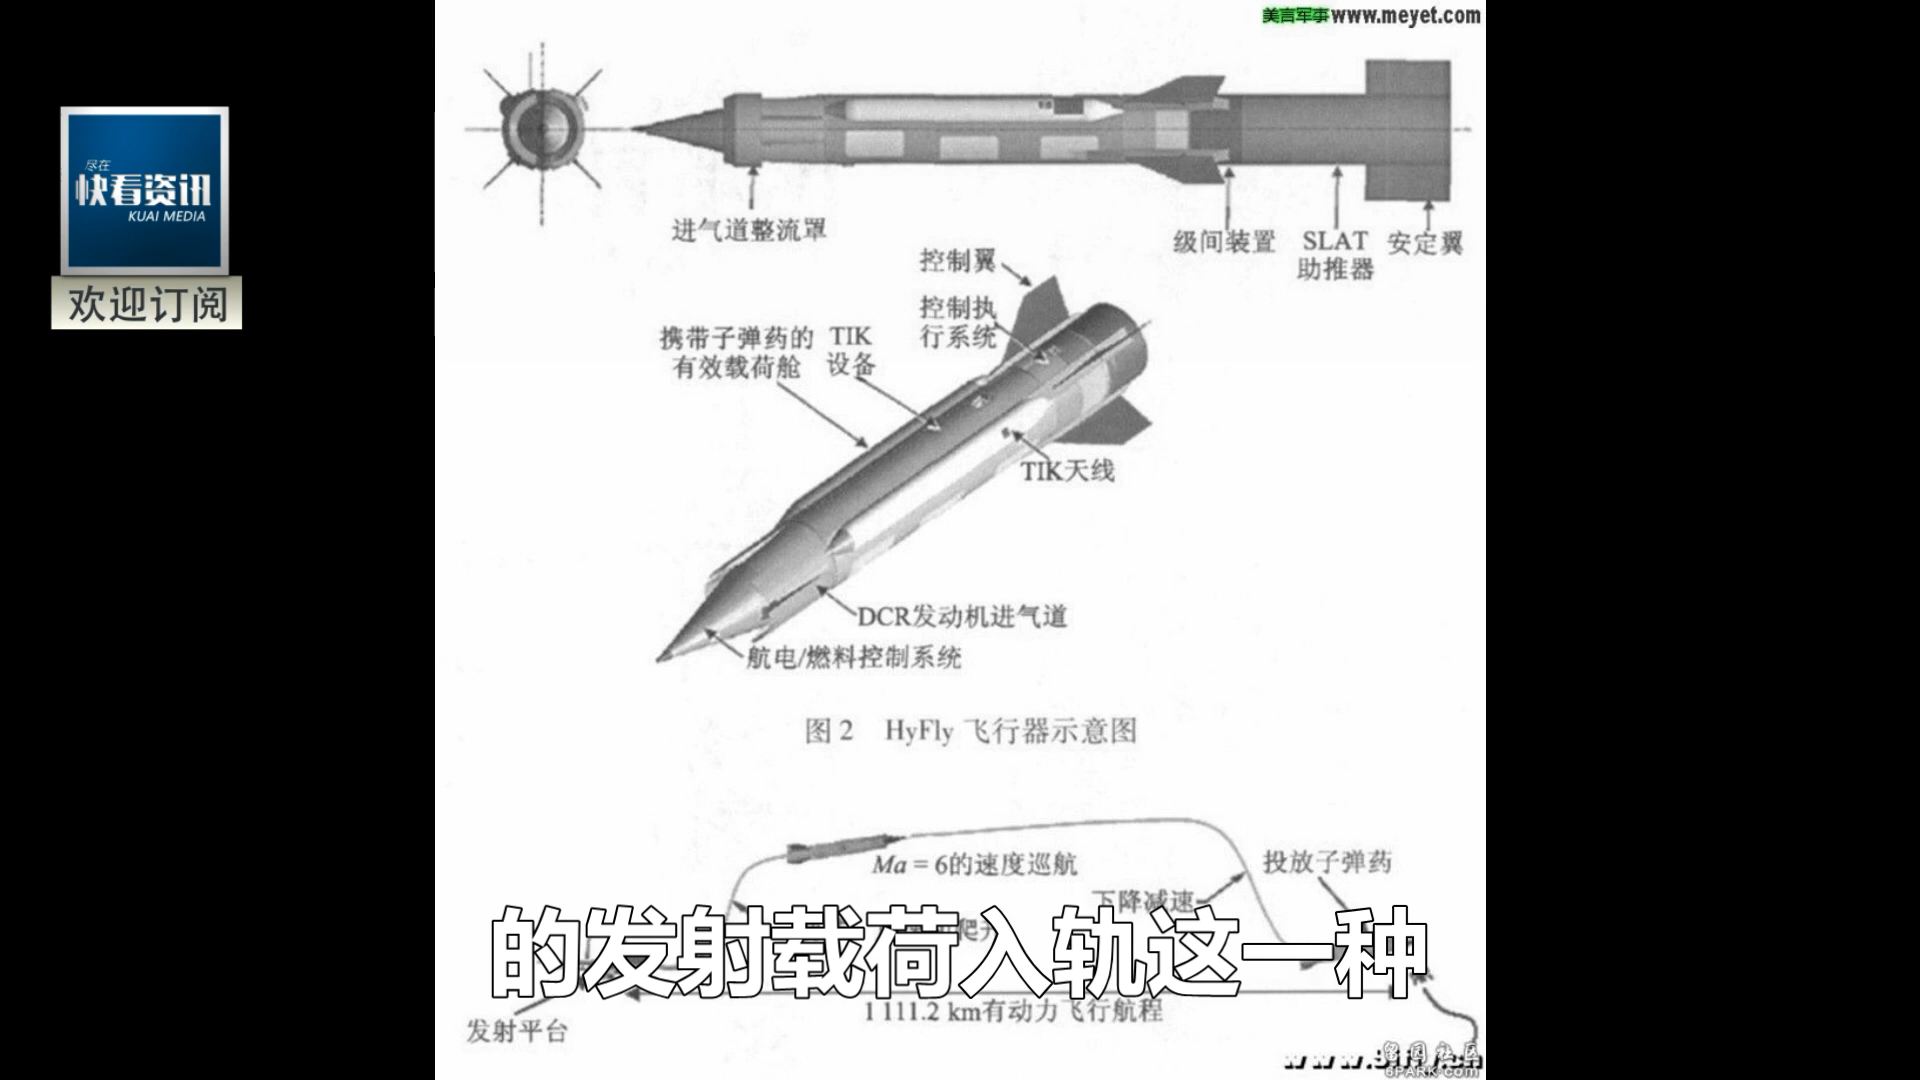 美言军事www.meyet.com
尽在
快看资讯
KUAI MEDIA
欢迎订阅
进气道整流罩
级间装置
SLAT
助推器
安定翼
控制翼
控制执
行系统
携带子弹药的
有效载荷舱
TIK
设备
TIK天线
DCR发动机进气道
航电/燃料控制系统
图 2 HyFly 飞行器示意图
Ma = 6的速度巡航
投放子弹药
下降减速
的发射载荷入轨这一种
1 111.2 km有动力飞行航程
发射平台
留园社区
6PARK.com